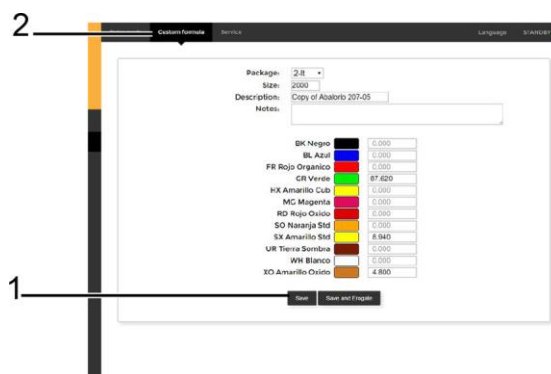 2
Custom formula
Service
Language
STANDBY
Package: 2-lt
Size: 2000
Description: Copy of Abalorio 207-05
Notes:
BK Negro 0.000
BL Azul 0.000
FR Rojo Organico 0.000
GR Verde 67.620
HX Amarillo Cub 0.000
MG Magenta 0.000
RD Rojo Oxido 0.000
SO Naranja Std 0.000
SX Amarillo Std 8.940
UR Tierra Sombra 0.000
WH Blanco 0.000
XO Amarillo Oxido 4.800
1
Save
Save and Erogate